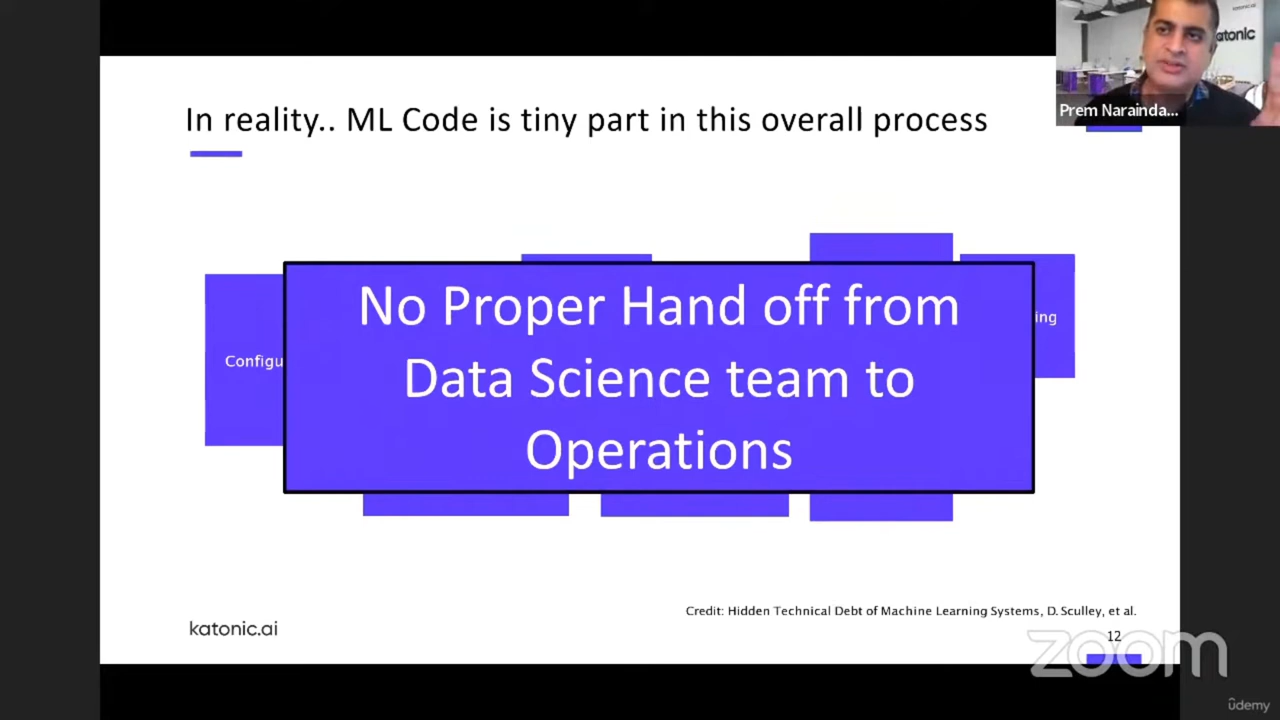 atonic
Prem Narainda...
In reality.. ML Code is tiny part in this overall process
No Proper Hand off from
Data Science team to
Operations
Configu
ing
Credit: Hidden Technical Debt of Machine Learning Systems, D. Sculley, et al.
katonic.ai
12
zoom
ûdemy